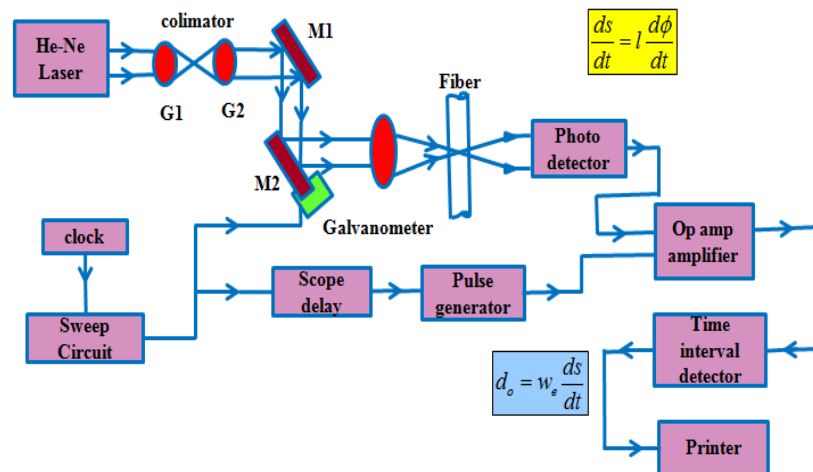 He-Ne
Laser
colimator
G1
G2
M1
M2
Galvanometer
Fiber
Photo
detector
ds/dt = l dϕ/dt
clock
Sweep
Circuit
Scope
delay
Pulse
generator
Op amp
amplifier
Time
interval
detector
Printer
d_o = w_e ds/dt